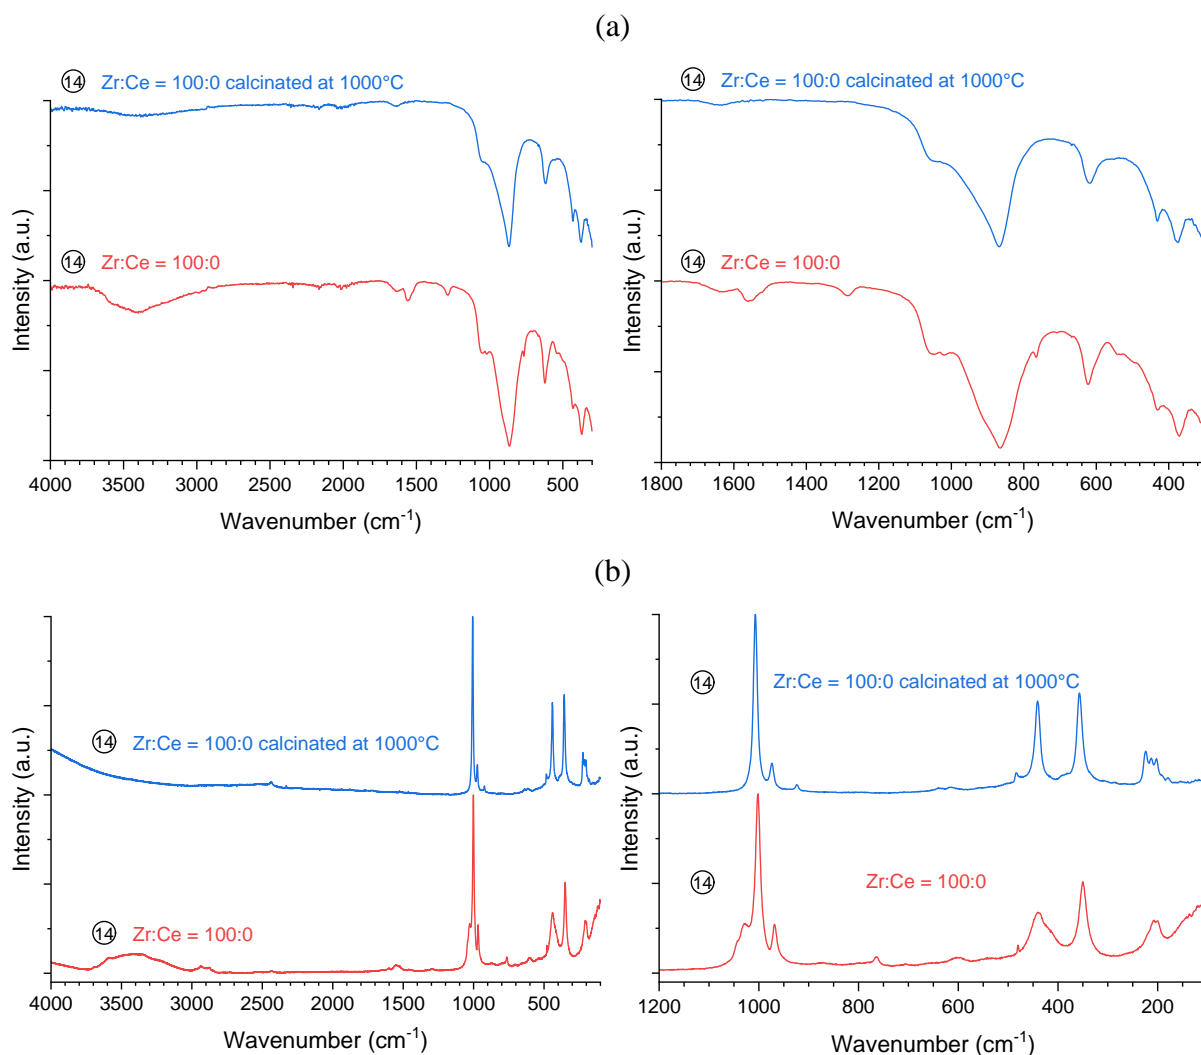 (a)
14 Zr:Ce = 100:0 calcinated at 1000°C
14 Zr:Ce = 100:0
Intensity (a.u.)
4000 3500 3000 2500 2000 1500 1000 500
Wavenumber (cm-1)
14 Zr:Ce = 100:0 calcinated at 1000°C
14 Zr:Ce = 100:0
Intensity (a.u.)
1800 1600 1400 1200 1000 800 600 400
Wavenumber (cm-1)
(b)
14 Zr:Ce = 100:0 calcinated at 1000°C
14 Zr:Ce = 100:0
Intensity (a.u.)
4000 3500 3000 2500 2000 1500 1000 500
Wavenumber (cm-1)
14 Zr:Ce = 100:0 calcinated at 1000°C
14 Zr:Ce = 100:0
Intensity (a.u.)
1200 1000 800 600 400 200
Wavenumber (cm-1)